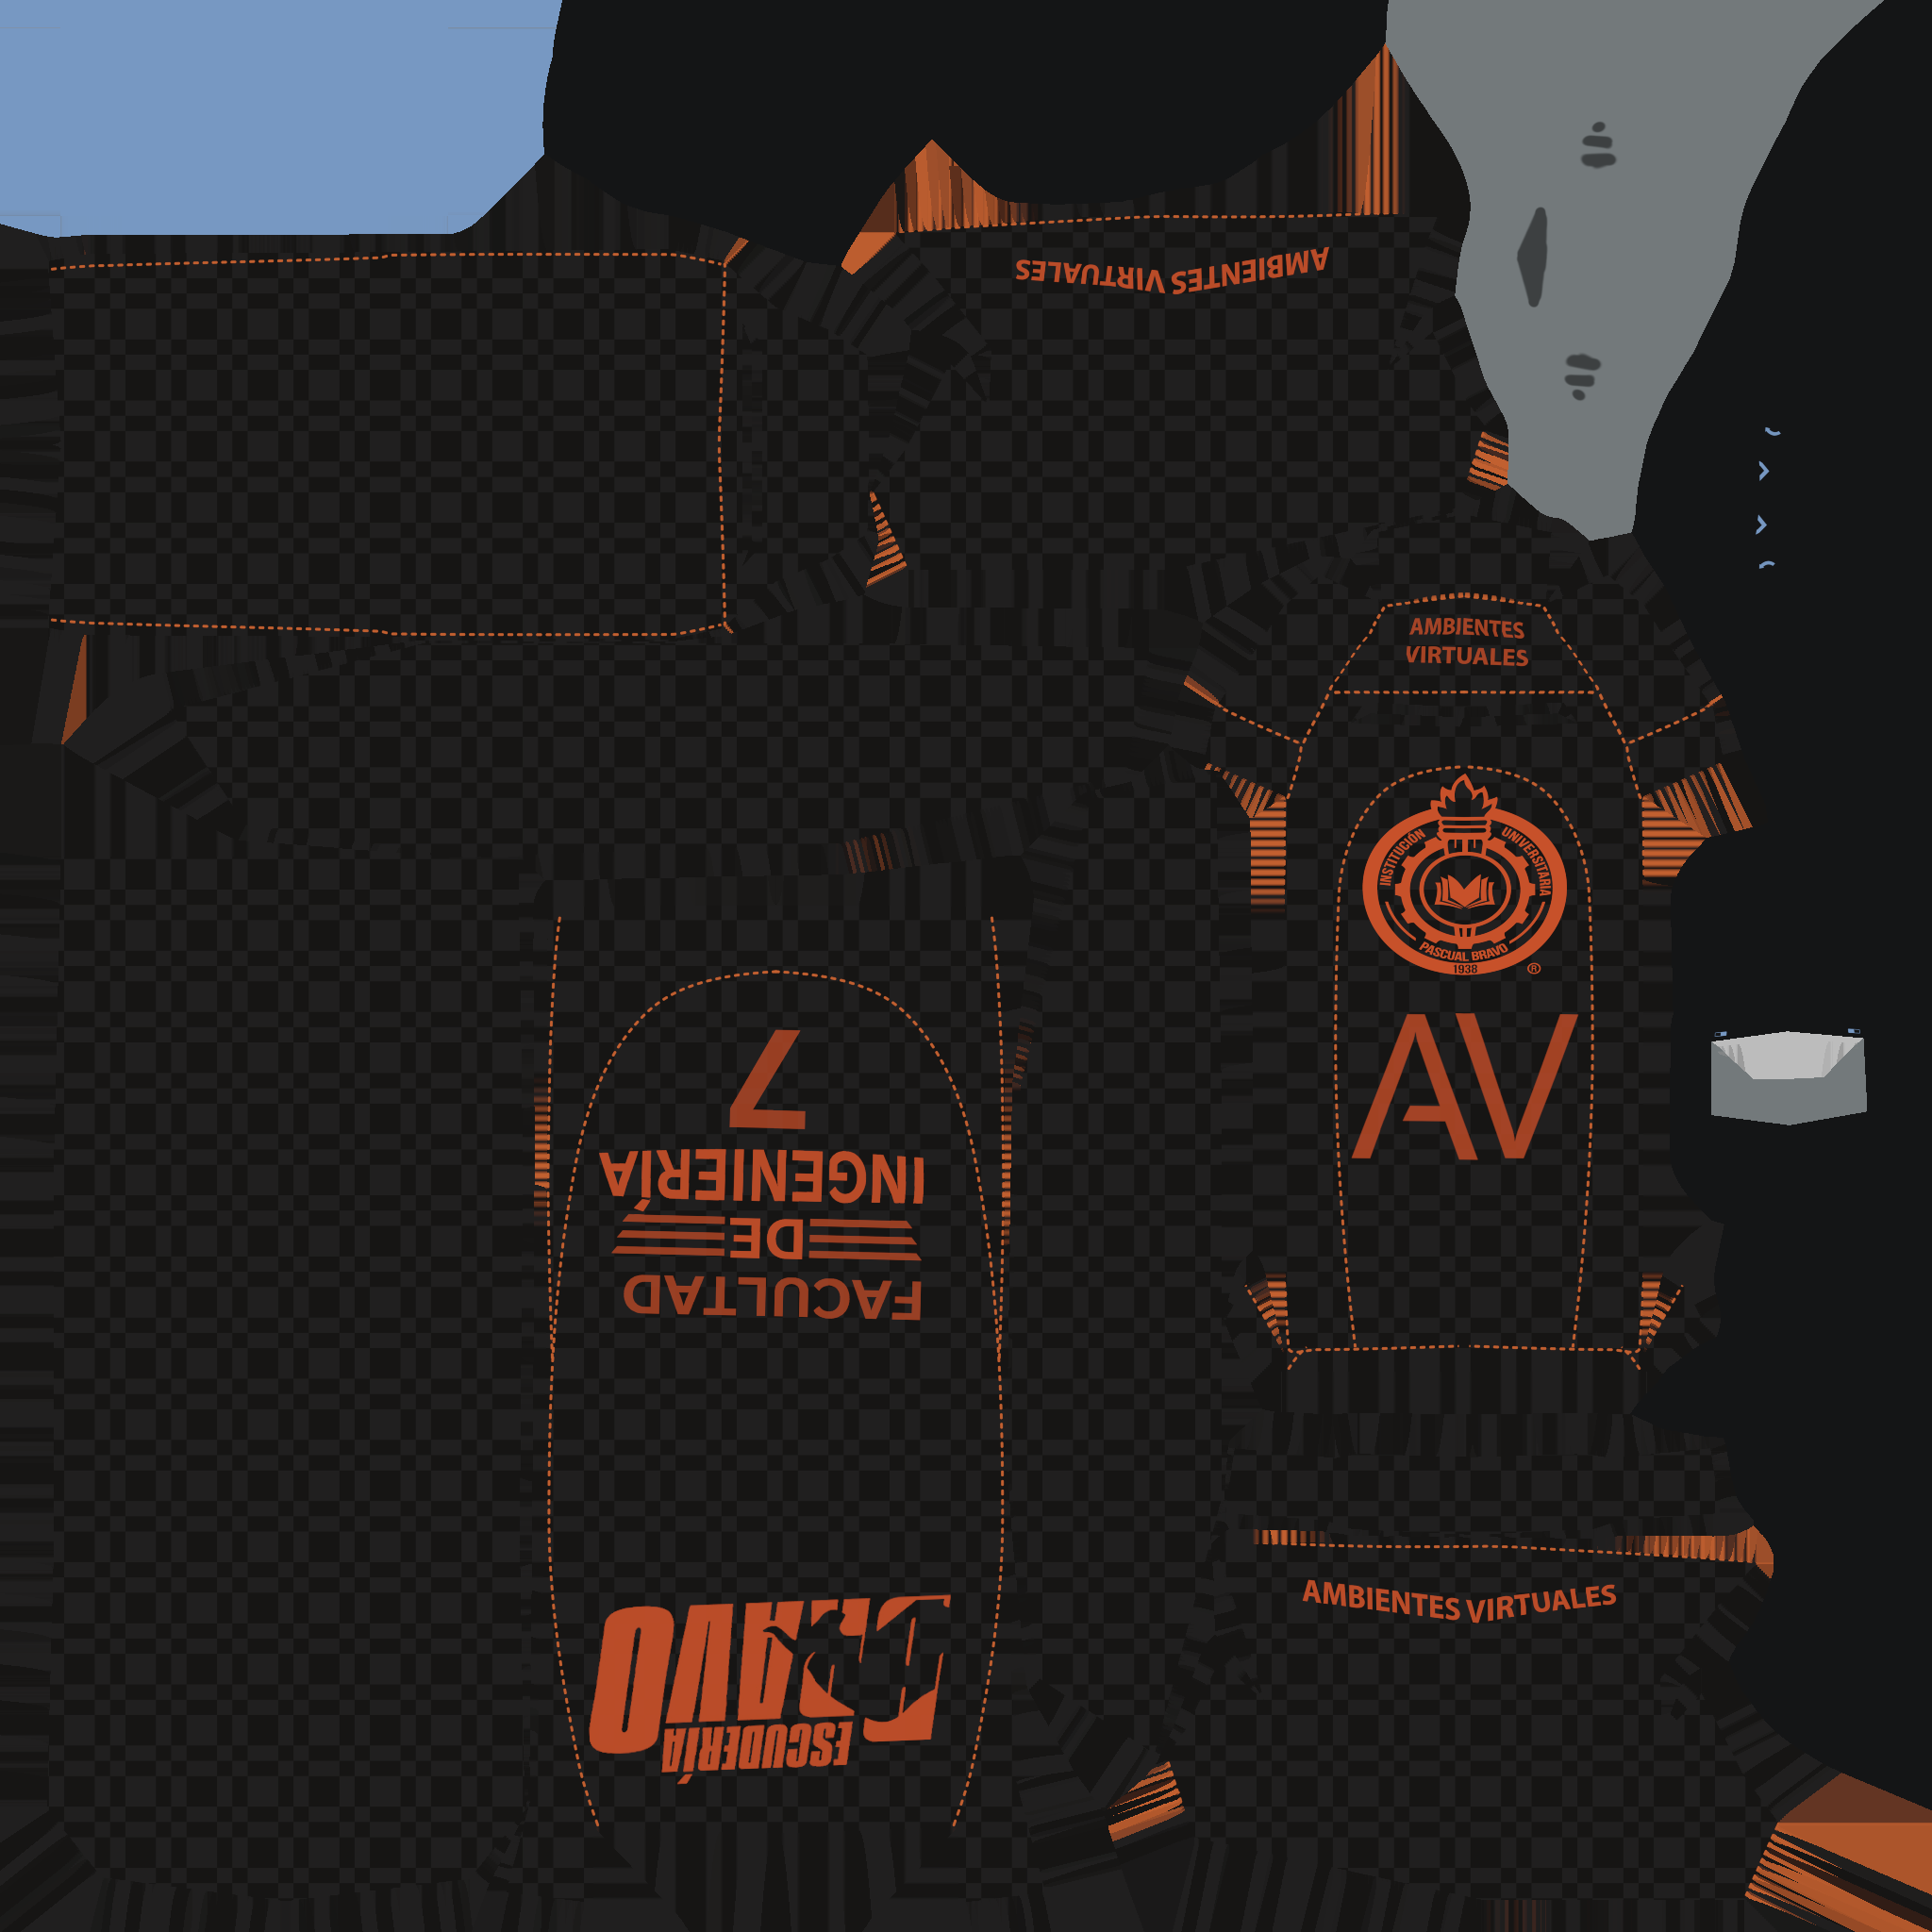 AMBIENTES VIRTUALES
AMBIENTES
VIRTUALES
INSTITUCIÓN UNIVERSITARIA
PASCUAL BRAVO
1938
®
AV
FACULTAD
DE
INGENIERÍA
7
ESCUDERÍA
BRAVO
AMBIENTES VIRTUALES